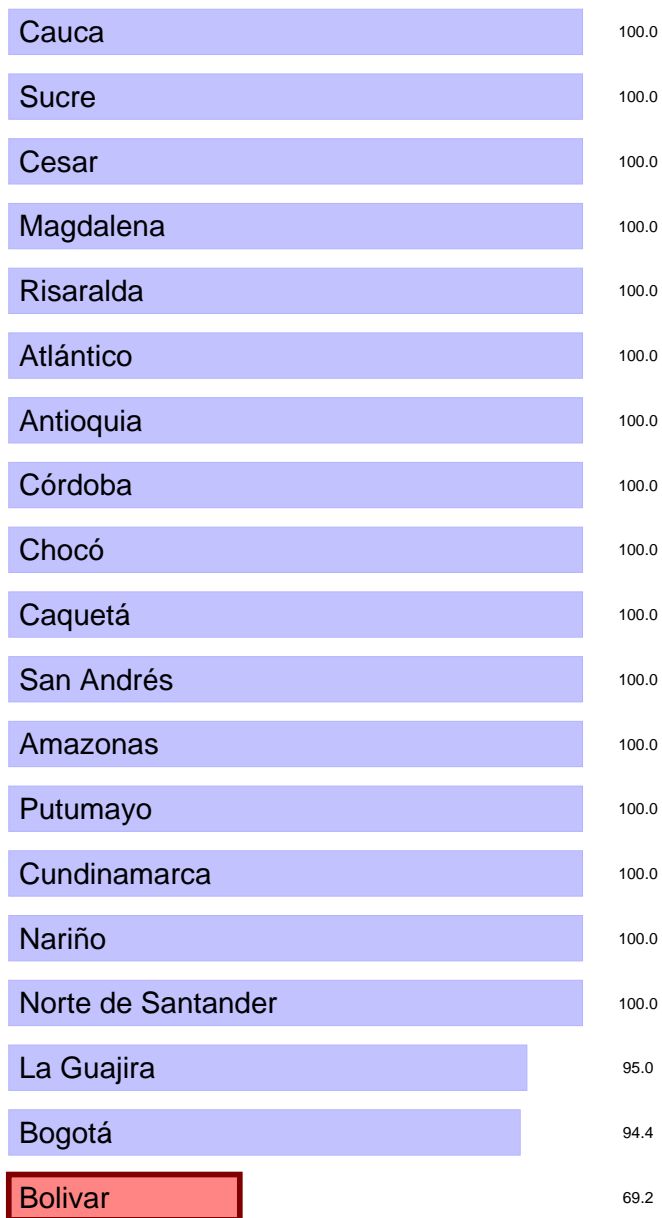 Cauca 100.0
Sucre 100.0
Cesar 100.0
Magdalena 100.0
Risaralda 100.0
Atlántico 100.0
Antioquia 100.0
Córdoba 100.0
Chocó 100.0
Caquetá 100.0
San Andrés 100.0
Amazonas 100.0
Putumayo 100.0
Cundinamarca 100.0
Nariño 100.0
Norte de Santander 100.0
La Guajira 95.0
Bogotá 94.4
Bolivar 69.2